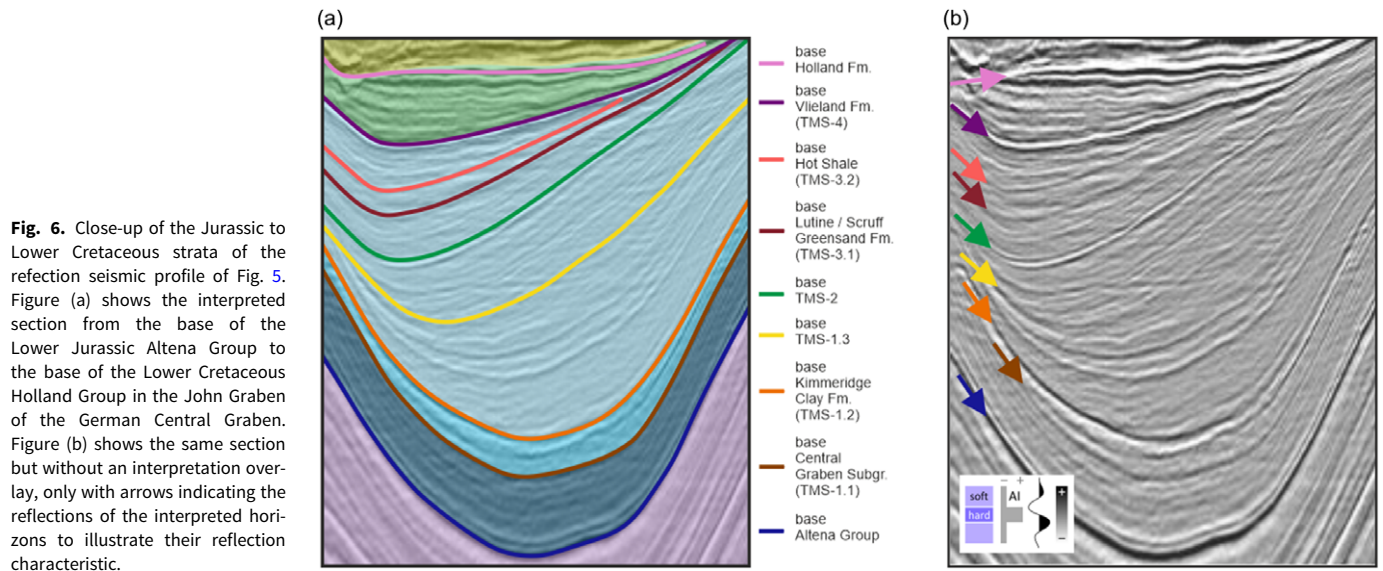 Fig. 6. Close-up of the Jurassic to
Lower Cretaceous strata of the
refection seismic profile of Fig. 5.
Figure (a) shows the interpreted
section from the base of the
Lower Jurassic Altena Group to
the base of the Lower Cretaceous
Holland Group in the John Graben
of the German Central Graben.
Figure (b) shows the same section
but without an interpretation over-
lay, only with arrows indicating the
reflections of the interpreted hori-
zons to illustrate their reflection
characteristic.
(a)
base
Holland Fm.
base
Vlieland Fm.
(TMS-4)
base
Hot Shale
(TMS-3.2)
base
Lutine / Scruff
Greensand Fm.
(TMS-3.1)
base
TMS-2
base
TMS-1.3
base
Kimmeridge
Clay Fm.
(TMS-1.2)
base
Central
Graben Subgr.
(TMS-1.1)
base
Altena Group
(b)
soft
hard
− +
AI
+
−